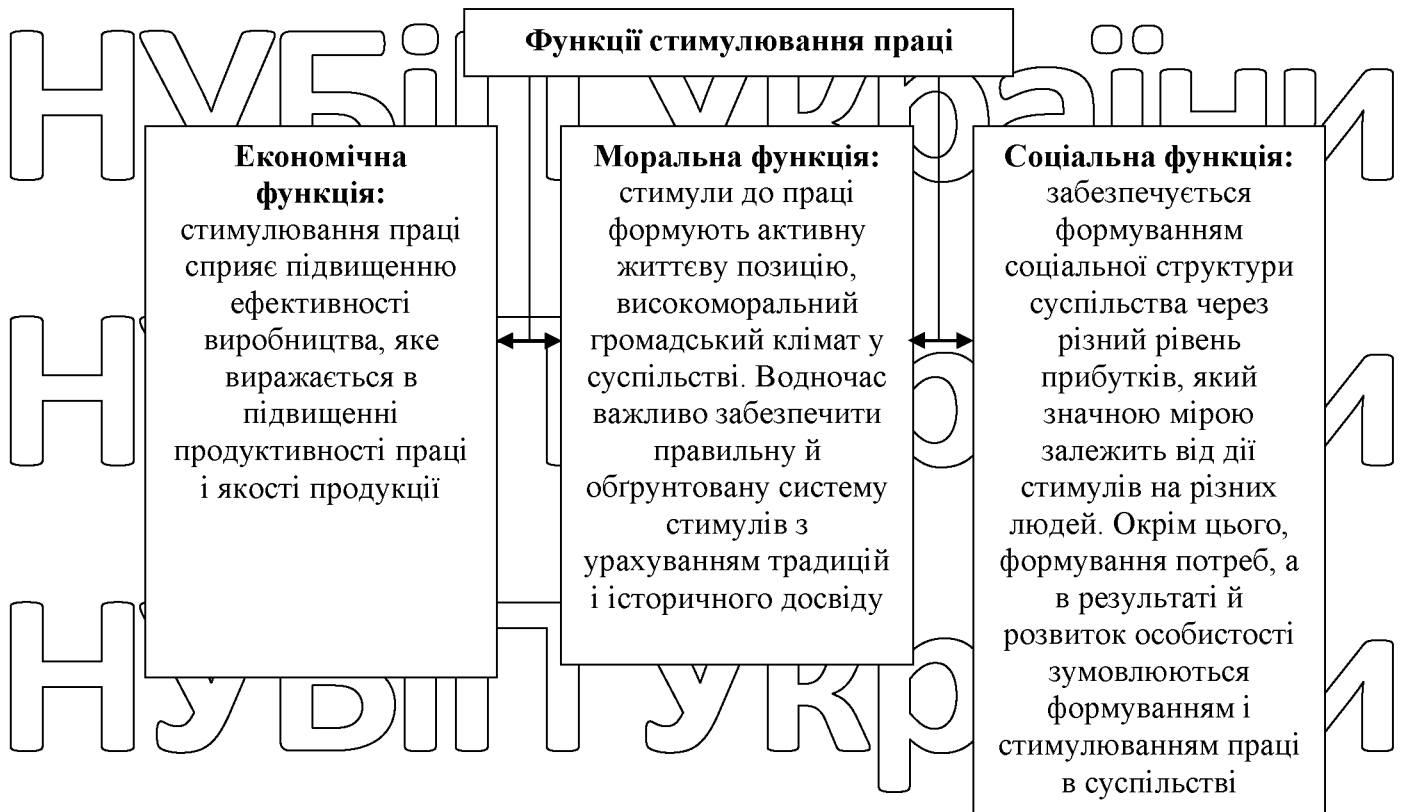 НУБіП України
Функції стимулювання праці
Економічна
функція:
стимулювання праці
сприяє підвищенню
ефективності
виробництва, яке
виражається в
підвищенні
продуктивності праці
і якості продукції
Моральна функція:
стимули до праці
формують активну
життєву позицію,
високоморальний
громадський клімат у
суспільстві. Водночас
важливо забезпечити
правильну й
обґрунтовану систему
стимулів з
урахуванням традицій
і історичного досвіду
Соціальна функція:
забезпечується
формуванням
соціальної структури
суспільства через
різний рівень
прибутків, який
значною мірою
залежить від дії
стимулів на різних
людей. Окрім цього,
формування потреб, а
в результаті й
розвиток особистості
зумовлюються
формуванням і
стимулюванням праці
в суспільстві
НУБіП України
НУБіП України